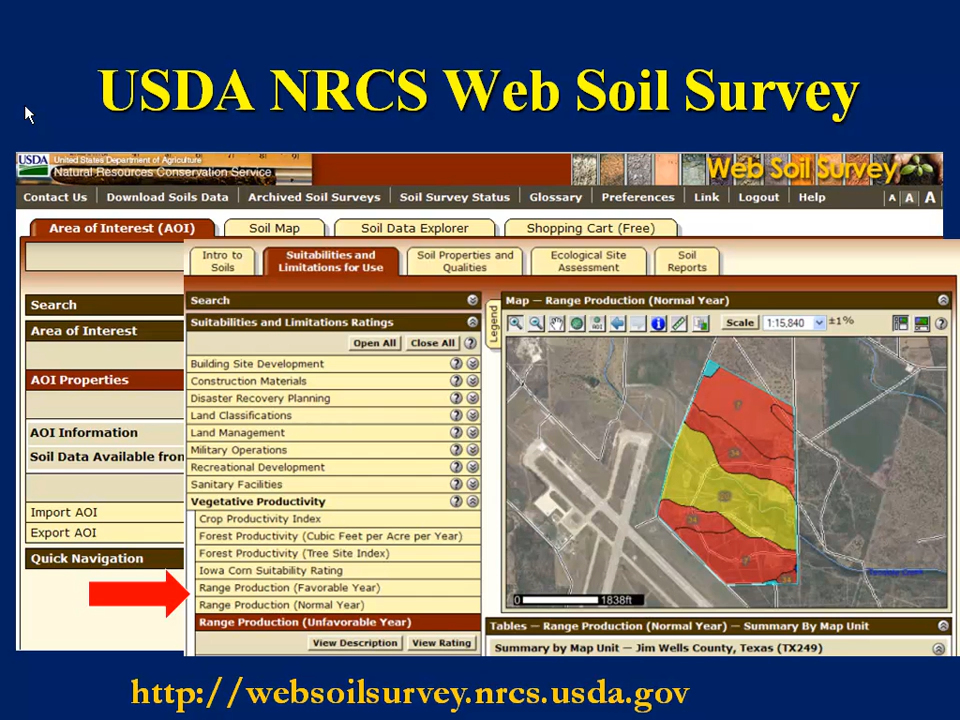 USDA NRCS Web Soil Survey
USDA United States Department of Agriculture
Natural Resources Conservation Service
Web Soil Survey
Contact Us Download Soils Data Archived Soil Surveys Soil Survey Status Glossary Preferences Link Logout Help A A A
Area of Interest (AOI) Soil Map Soil Data Explorer Shopping Cart (Free)
Intro to Soils
Suitabilities and Limitations for Use
Soil Properties and Qualities
Ecological Site Assessment
Soil Reports
Search
Area of Interest
AOI Properties
AOI Information
Soil Data Available from
Import AOI
Export AOI
Quick Navigation
Search
Suitabilities and Limitations Ratings
Open All Close All
Building Site Development
Construction Materials
Disaster Recovery Planning
Land Classifications
Land Management
Military Operations
Recreational Development
Sanitary Facilities
Vegetative Productivity
Crop Productivity Index
Forest Productivity (Cubic Feet per Acre per Year)
Forest Productivity (Tree Site Index)
Iowa Corn Suitability Rating
Range Production (Favorable Year)
Range Production (Normal Year)
Range Production (Unfavorable Year)
View Description View Rating
Legend
Map — Range Production (Normal Year)
Scale 1:15,840 ±1%
34
34
34
0 1838ft
Tables — Range Production (Normal Year) — Summary By Map Unit
Summary by Map Unit — Jim Wells County, Texas (TX249)
http://websoilsurvey.nrcs.usda.gov